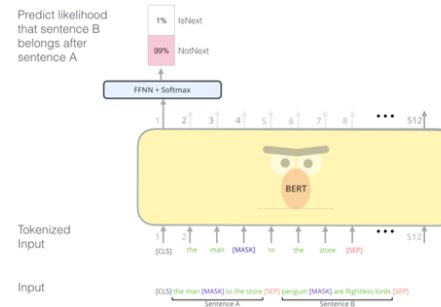 Predict likelihood
that sentence B
belongs after
sentence A
1% IsNext
99% NotNext
FFNN + Softmax
1 2 3 4 5 6 7 8 ••• 512
BERT
Tokenized
Input
1 2 ••• 512
[CLS] the man [MASK] to the store [SEP]
Input
[CLS] the man [MASK] to the store [SEP] penguin [MASK] are flightless birds [SEP]
Sentence A Sentence B